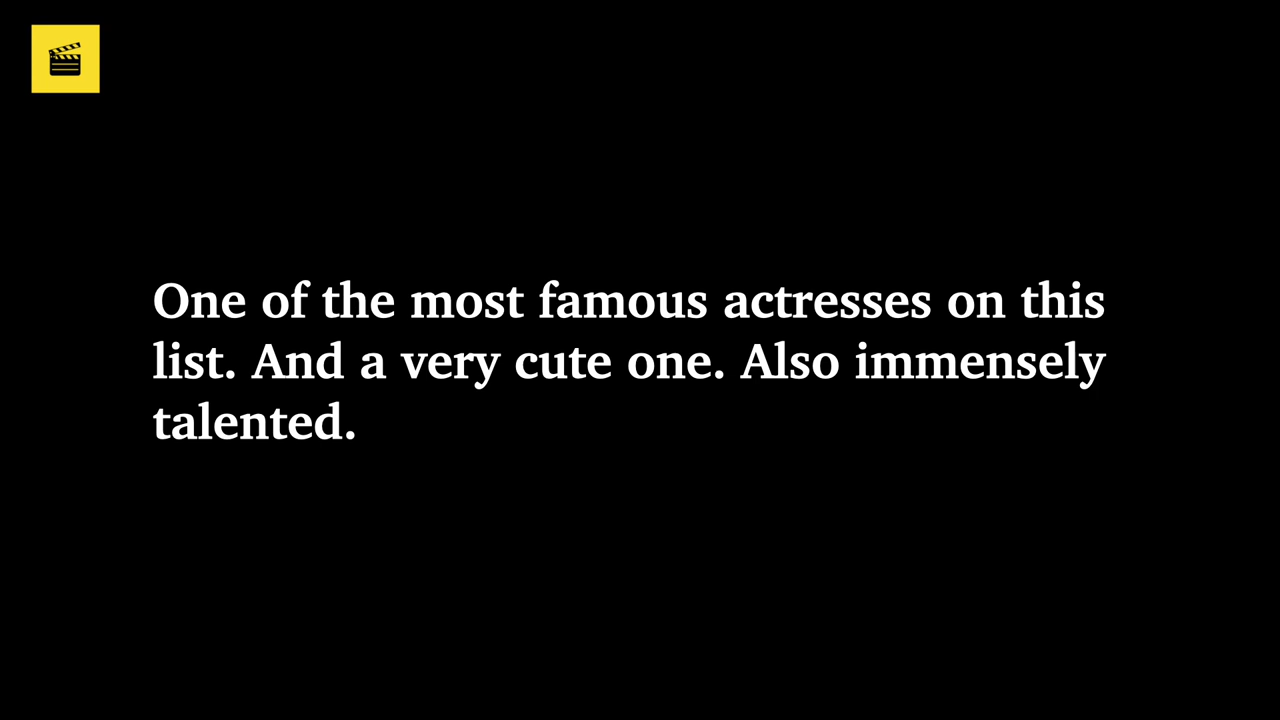 One of the most famous actresses on this
list. And a very cute one. Also immensely
talented.